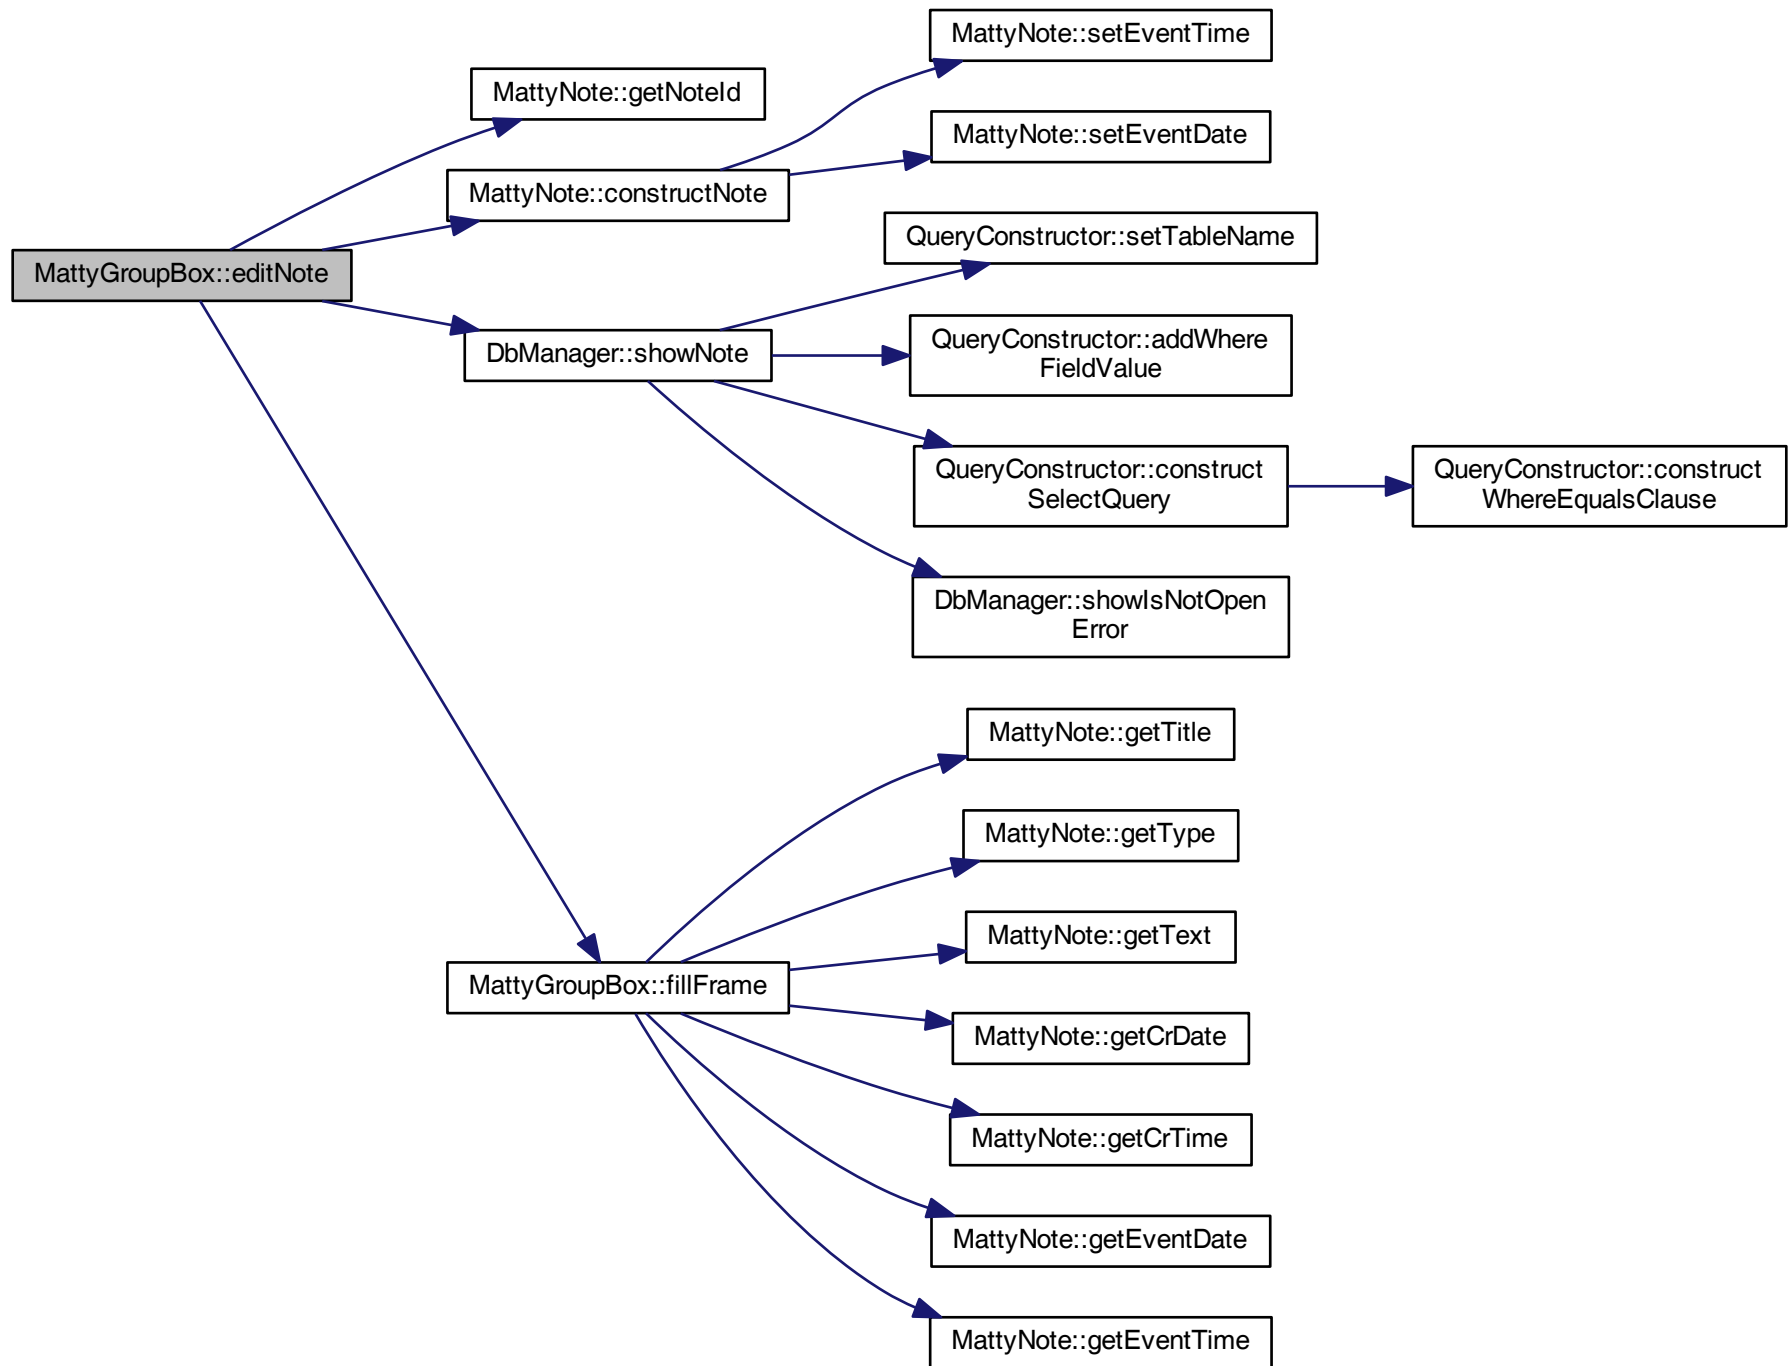 MattyNote::setEventTime
MattyNote::getNoteId
MattyNote::setEventDate
MattyNote::constructNote
QueryConstructor::setTableName
MattyGroupBox::editNote
QueryConstructor::addWhere
FieldValue
DbManager::showNote
QueryConstructor::construct
SelectQuery
QueryConstructor::construct
WhereEqualsClause
DbManager::showIsNotOpen
Error
MattyNote::getTitle
MattyNote::getType
MattyNote::getText
MattyGroupBox::fillFrame
MattyNote::getCrDate
MattyNote::getCrTime
MattyNote::getEventDate
MattyNote::getEventTime